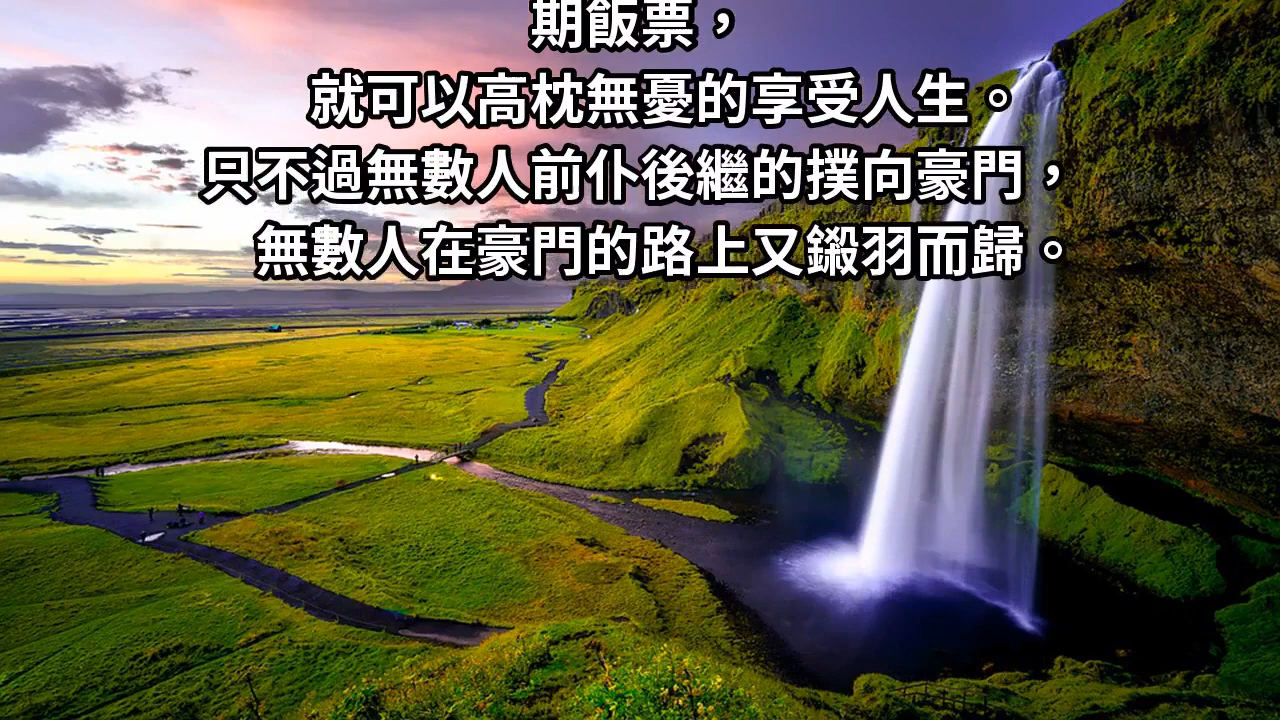 期飯票，
就可以高枕無憂的享受人生。
只不過無數人前仆後繼的撲向豪門，
無數人在豪門的路上又鎩羽而歸。